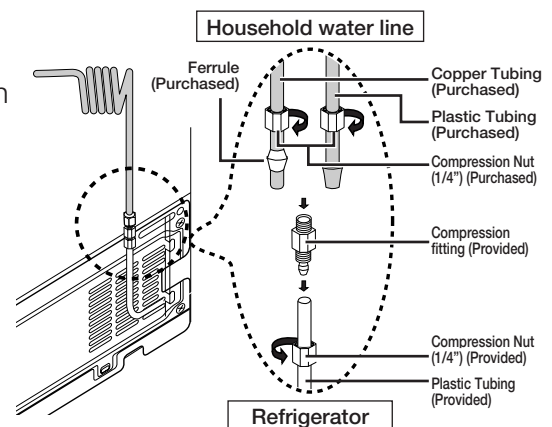 Household water line
Ferrule
(Purchased)
Copper Tubing
(Purchased)
Plastic Tubing
(Purchased)
Compression Nut
(1/4") (Purchased)
Compression
fitting (Provided)
Compression Nut
(1/4") (Provided)
Plastic Tubing
(Provided)
Refrigerator